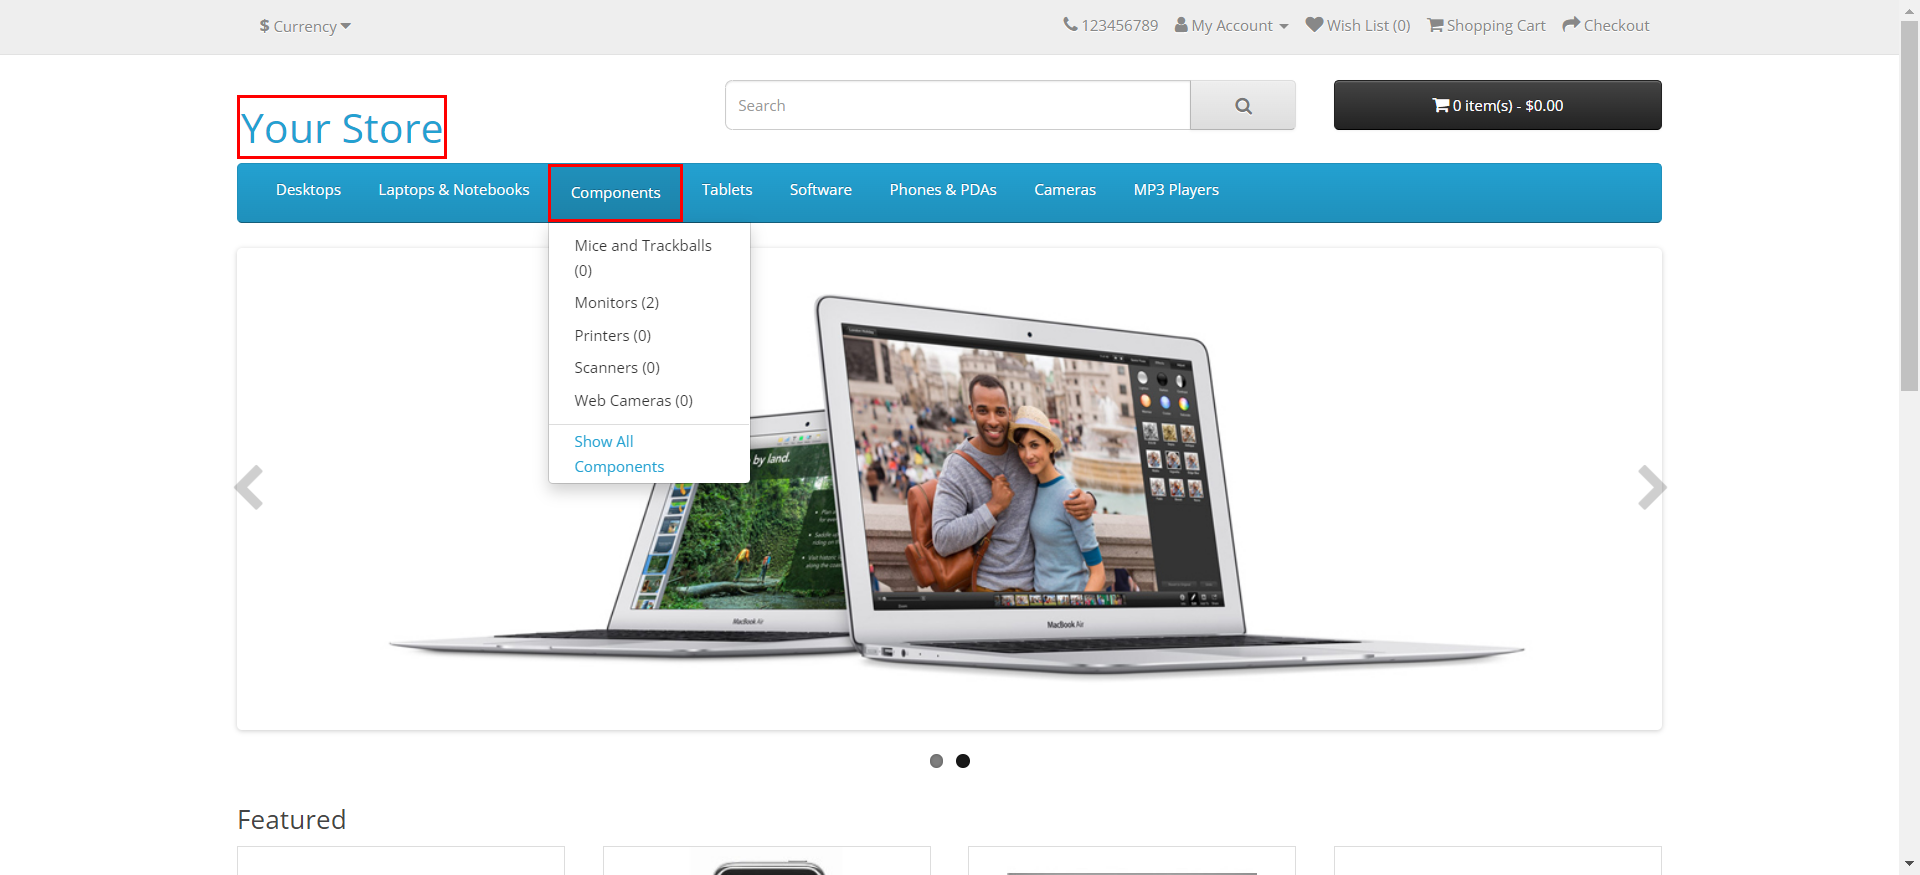 $ Currency
123456789 My Account Wish List (0) Shopping Cart Checkout
Your Store
Search
0 item(s) - $0.00
Desktops Laptops & Notebooks Components Tablets Software Phones & PDAs Cameras MP3 Players
Mice and Trackballs
(0)
Monitors (2)
Printers (0)
Scanners (0)
Web Cameras (0)
Show All
Components
by land.
MacBook Air
MacBook Air
Featured